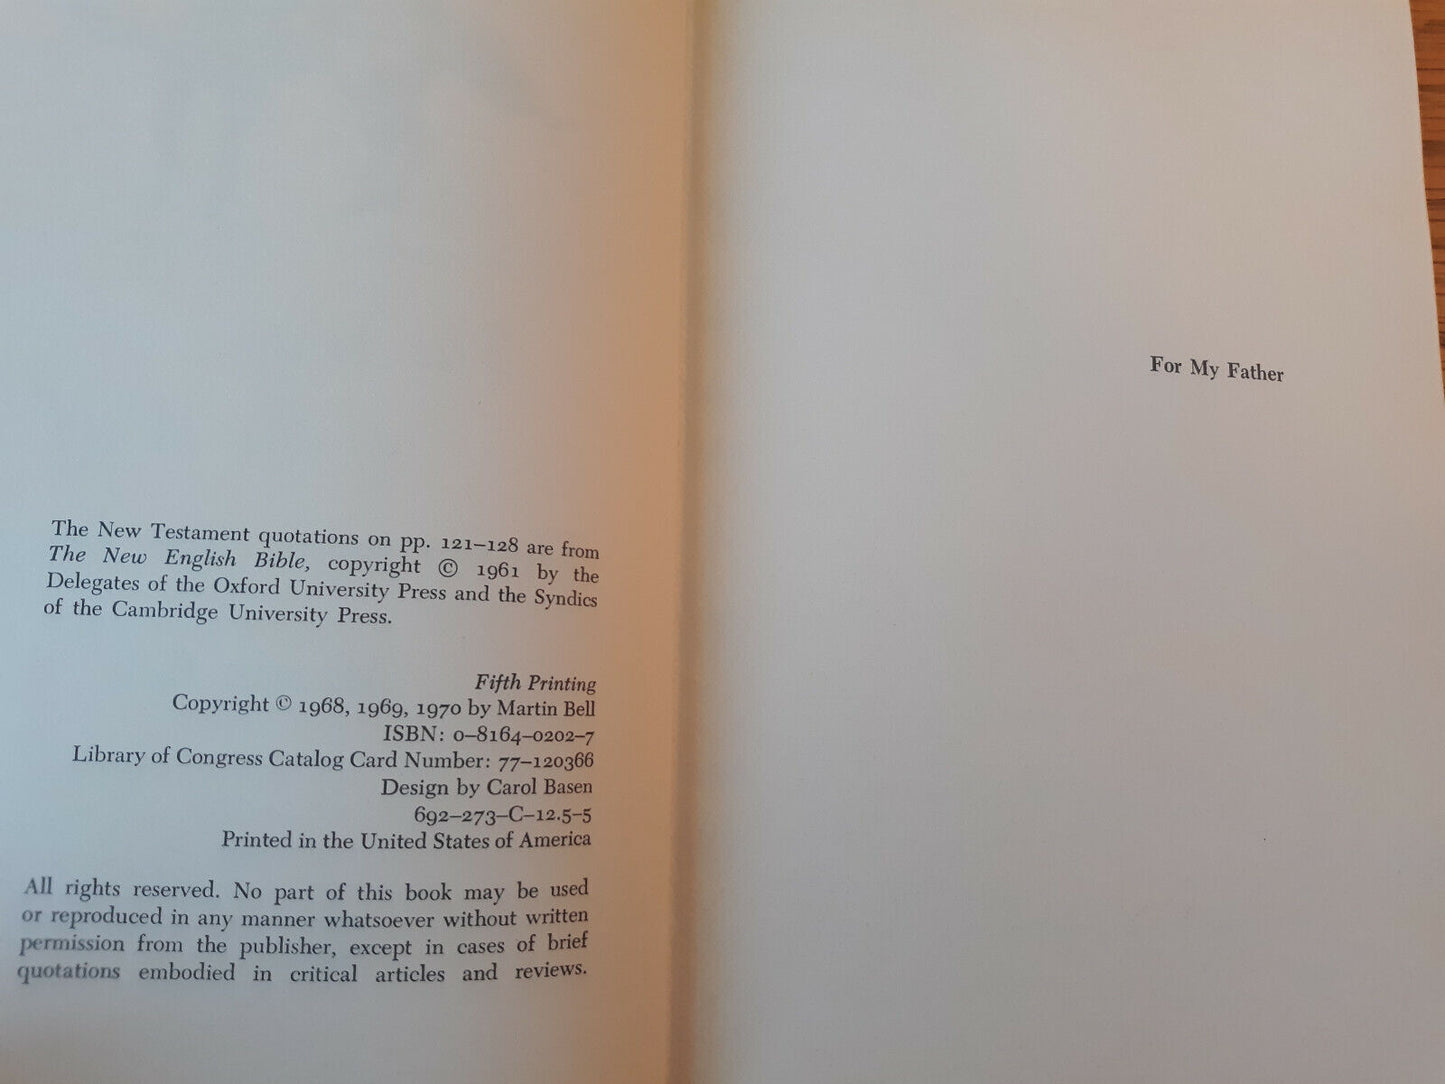 The New Testament quotations on pp. 121–128 are from
The New English Bible, copyright © 1961 by the
Delegates of the Oxford University Press and the Syndics
of the Cambridge University Press.
Fifth Printing
Copyright © 1968, 1969, 1970 by Martin Bell
ISBN: 0–8164–0202–7
Library of Congress Catalog Card Number: 77–120366
Design by Carol Basen
692–273–C–12.5–5
Printed in the United States of America
All rights reserved. No part of this book may be used
or reproduced in any manner whatsoever without written
permission from the publisher, except in cases of brief
quotations embodied in critical articles and reviews.
For My Father